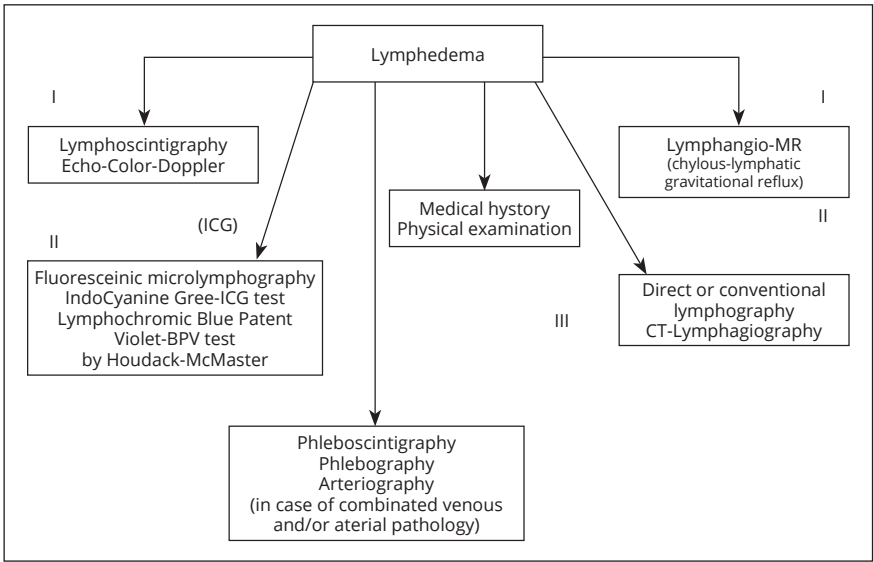 Lymphedema
I
Lymphoscintigraphy
Echo-Color-Doppler
I
Lymphangio-MR
(chylous-lymphatic
gravitational reflux)
Medical hystory
Physical examination
(ICG)
II
Fluoresceinic microlymphography
IndoCyanine Gree-ICG test
Lymphochromic Blue Patent
Violet-BPV test
by Houdack-McMaster
II
Direct or conventional
lymphography
CT-Lymphagiography
III
Phleboscintigraphy
Phlebography
Arteriography
(in case of combined venous
and/or aterial pathology)